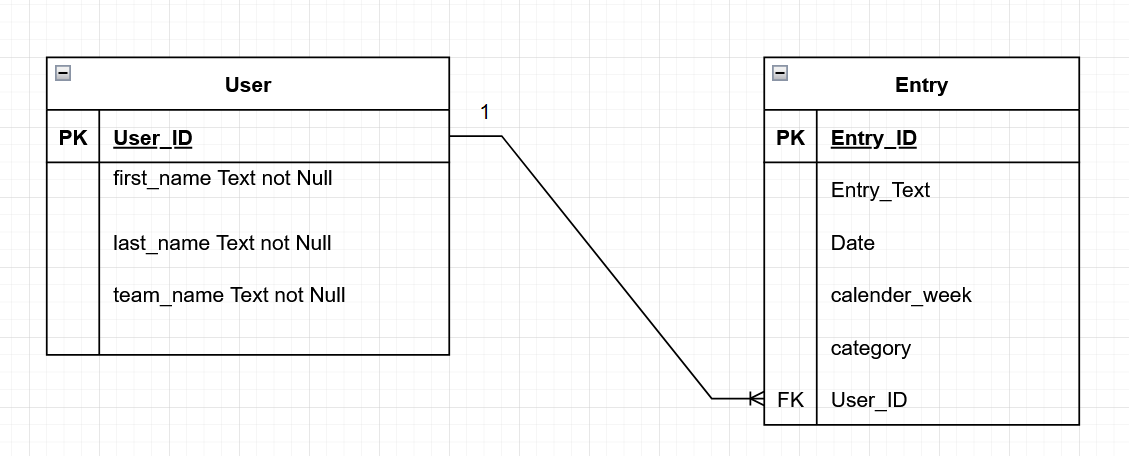 User
PK User_ID
first_name Text not Null
last_name Text not Null
team_name Text not Null
1
Entry
PK Entry_ID
Entry_Text
Date
calender_week
category
FK User_ID